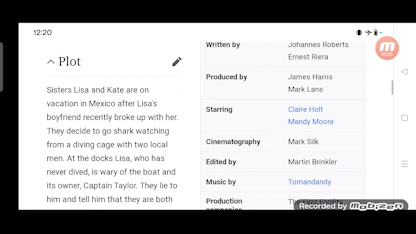 12:20
Plot
Sisters Lisa and Kate are on
vacation in Mexico after Lisa's
boyfriend recently broke up with her.
They decide to go shark watching
from a diving cage with two local
men. At the docks Lisa, who has
never dived, is wary of the boat and
its owner, Captain Taylor. They lie to
him and tell him that they are both
Written by Johannes Roberts
Ernest Riera
Produced by James Harris
Mark Lane
Starring Claire Holt
Mandy Moore
Cinematography Mark Silk
Edited by Martin Brinkler
Music by Tomandandy
Production
Recorded by MOBIZEN